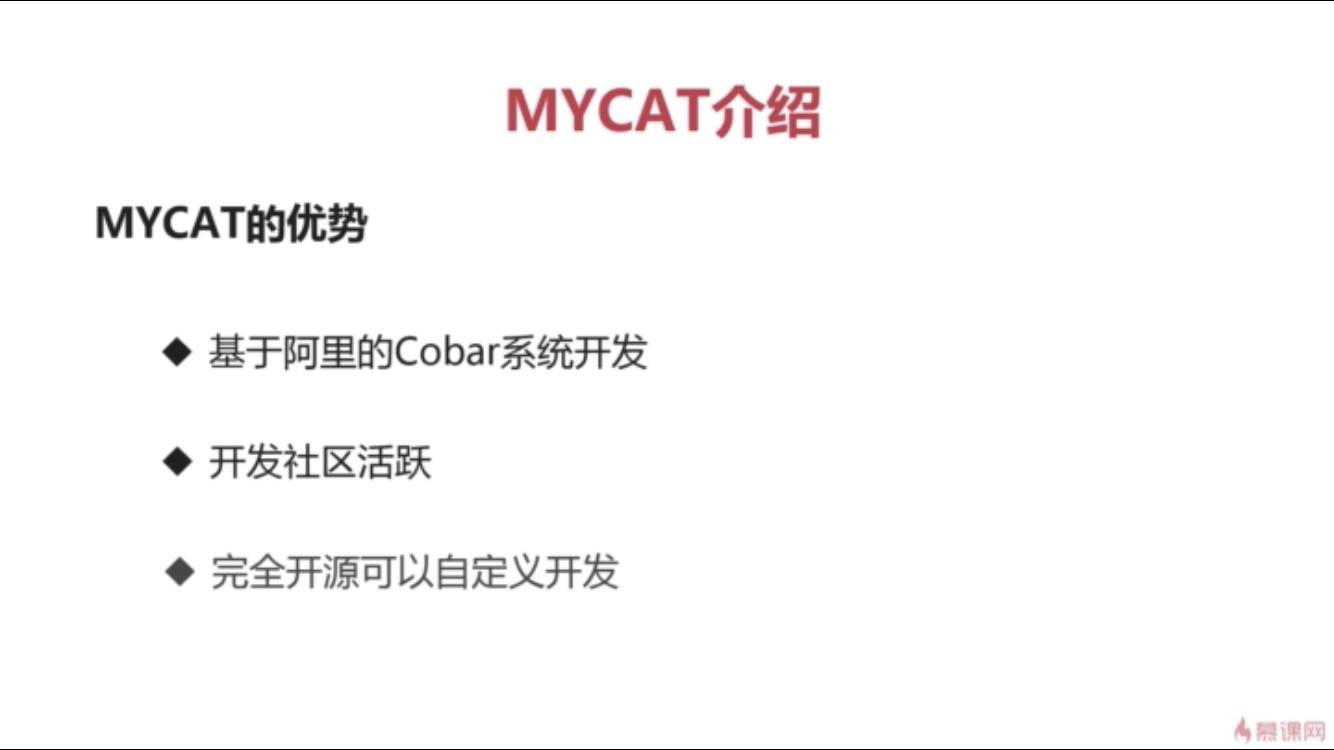 MYCAT介绍
MYCAT的优势
◆ 基于阿里的Cobar系统开发
◆ 开发社区活跃
◆ 完全开源可以自定义开发
慕课网